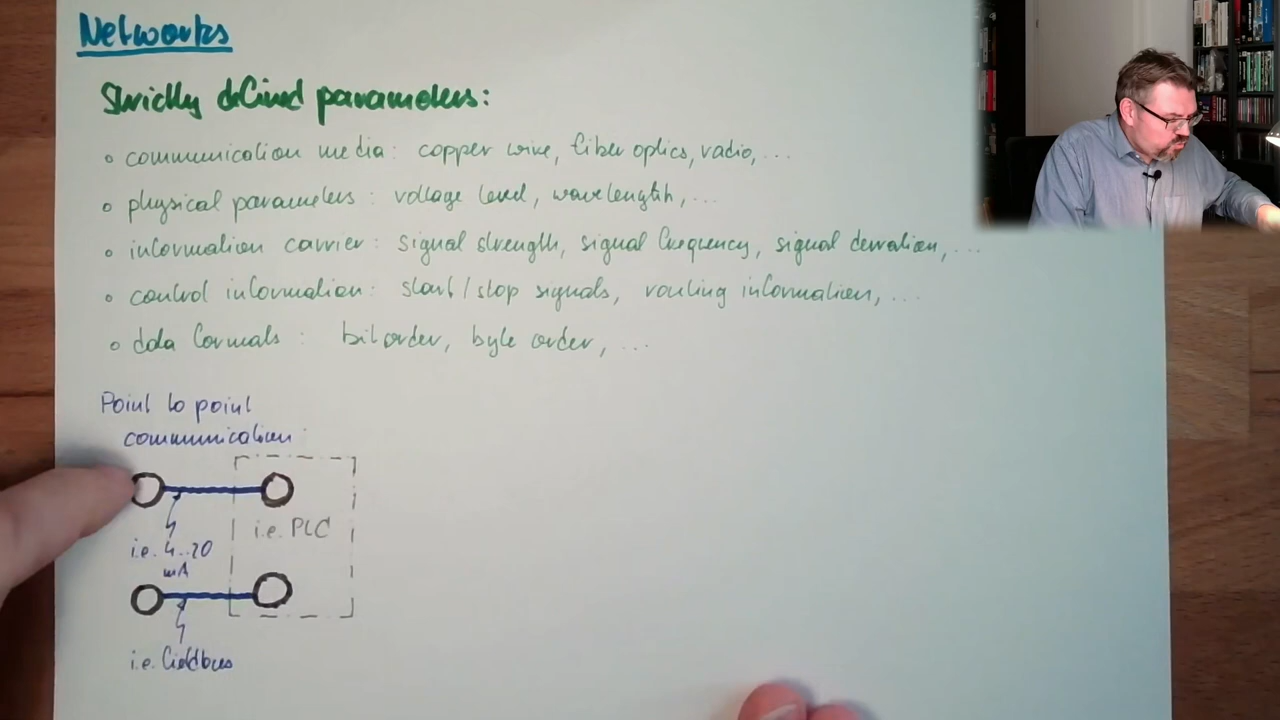 Networks
Strictly defined parameters:
◦ communication media: copper wire, fiber optics, radio, ...
◦ physical parameters: voltage level, wavelength, ...
◦ information carrier: signal strength, signal frequency, signal derration, ...
◦ control information: start/stop signals, routing information, ...
◦ data formats: bit order, byte order, ...
Point to point
communication:
i.e. PLC
i.e. 4..20
mA
i.e. fieldbus